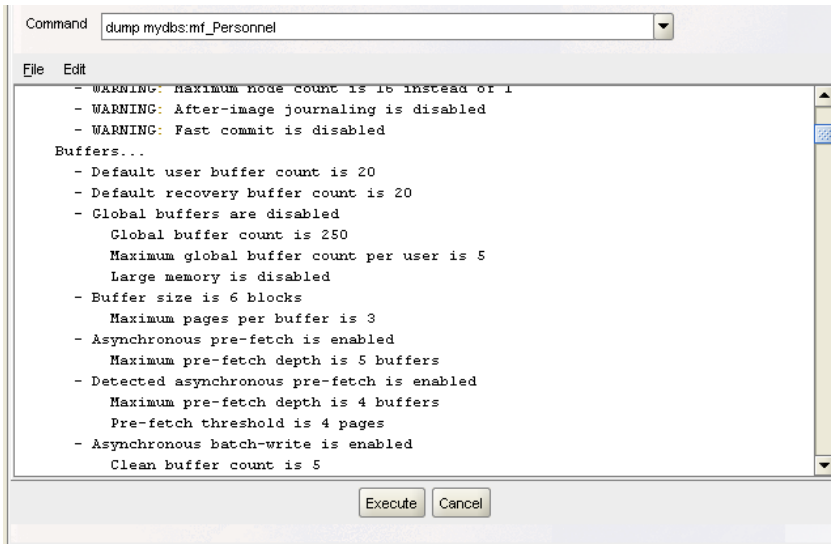 Command dump mydbs:mf_Personnel
File Edit
- WARNING: Maximum node count is 16 instead of 1
- WARNING: After-image journaling is disabled
- WARNING: Fast commit is disabled
Buffers...
- Default user buffer count is 20
- Default recovery buffer count is 20
- Global buffers are disabled
Global buffer count is 250
Maximum global buffer count per user is 5
Large memory is disabled
- Buffer size is 6 blocks
Maximum pages per buffer is 3
- Asynchronous pre-fetch is enabled
Maximum pre-fetch depth is 5 buffers
- Detected asynchronous pre-fetch is enabled
Maximum pre-fetch depth is 4 buffers
Pre-fetch threshold is 4 pages
- Asynchronous batch-write is enabled
Clean buffer count is 5
Execute Cancel